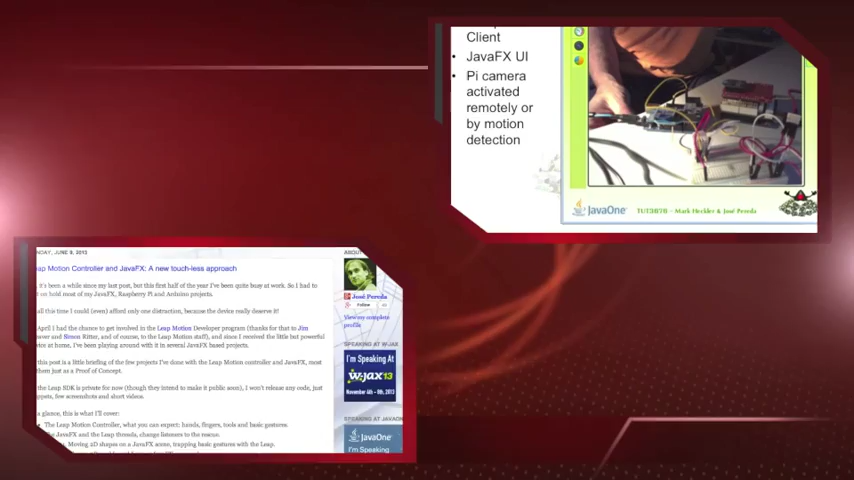 Client
• JavaFX UI
• Pi camera
activated
remotely or
by motion
detection
JavaOne
TUT3676 - Mark Heckler & José Pereda
JUNE 9, 2013
Motion Controller and JavaFX: A new touch-less approach
it's been a while since my last post, but this first half of the year I've been quite busy at work. So I had to
on hold most of my JavaFX, Raspberry Pi and Arduino projects.
all this time I could (even) afford only one distraction, because the device really deserve it!
April I had the chance to get involved in the Leap Motion Developer program (thanks for that to Jim
and Simon Ritter, and of course, to the Leap Motion staff), and since I received the little but powerful
at home, I've been playing around with it in several JavaFX based projects.
this post is a little briefing of the few projects I've done with the Leap Motion controller and JavaFX, most
them just as a Proof of Concept.
the Leap SDK is private for now (though they intend to make it public soon), I won't release any code, just
few screenshots and short videos.
a glance, this is what I'll cover:
The Leap Motion Controller, what you can expect: hands, fingers, tools and basic gestures.
JavaFX and the Leap threads, change listeners to the rescue.
Moving 2D shapes on a JavaFX scene, trapping basic gestures with the Leap.
José Pereda
Follow
View my complete
profile
SPEAKING AT W-JAX
I'm Speaking At
W-JAX13
November 4th - 8th, 2013
SPEAKING AT
JavaOne
I'm Speaking